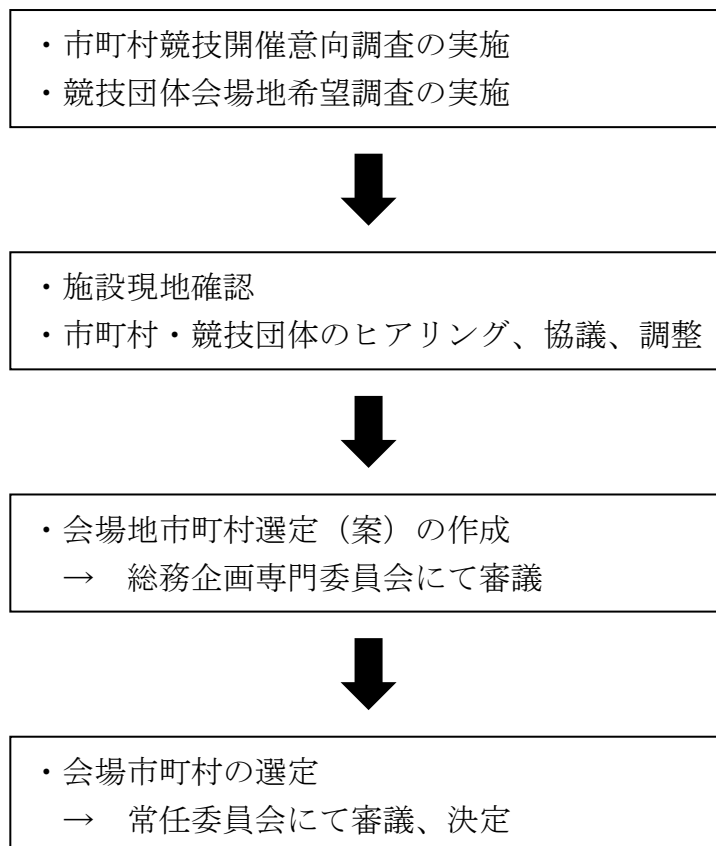 ・市町村競技開催意向調査の実施
・競技団体会場地希望調査の実施
・施設現地確認
・市町村・競技団体のヒアリング、協議、調整
・会場地市町村選定（案）の作成
→　総務企画専門委員会にて審議
・会場市町村の選定
→　常任委員会にて審議、決定